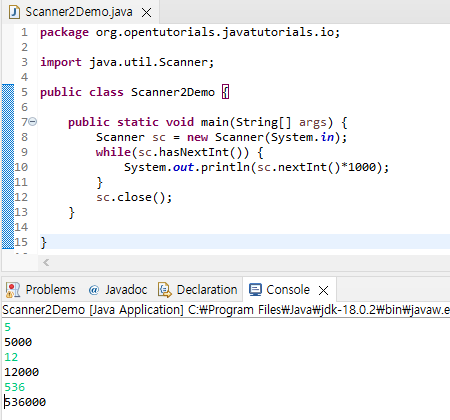 Scanner2Demo.java
1 package org.opentutorials.javatutorials.io;
2
3 import java.util.Scanner;
4
5 public class Scanner2Demo {
6
7 public static void main(String[] args) {
8 Scanner sc = new Scanner(System.in);
9 while(sc.hasNextInt()) {
10 System.out.println(sc.nextInt()*1000);
11 }
12 sc.close();
13 }
14
15 }
Problems @ Javadoc Declaration Console
Scanner2Demo [Java Application] C:₩Program Files₩Java₩jdk-18.0.2₩bin₩javaw.e
5
5000
12
12000
536
536000